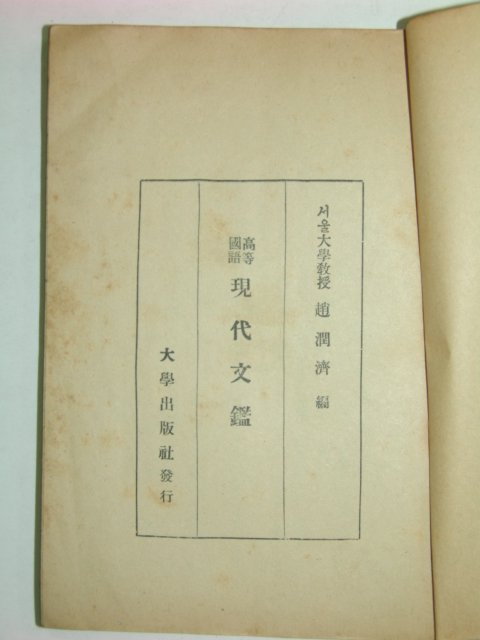 서울大學敎授 趙潤濟 編
高等
國語
現代文鑑
大學出版社發行